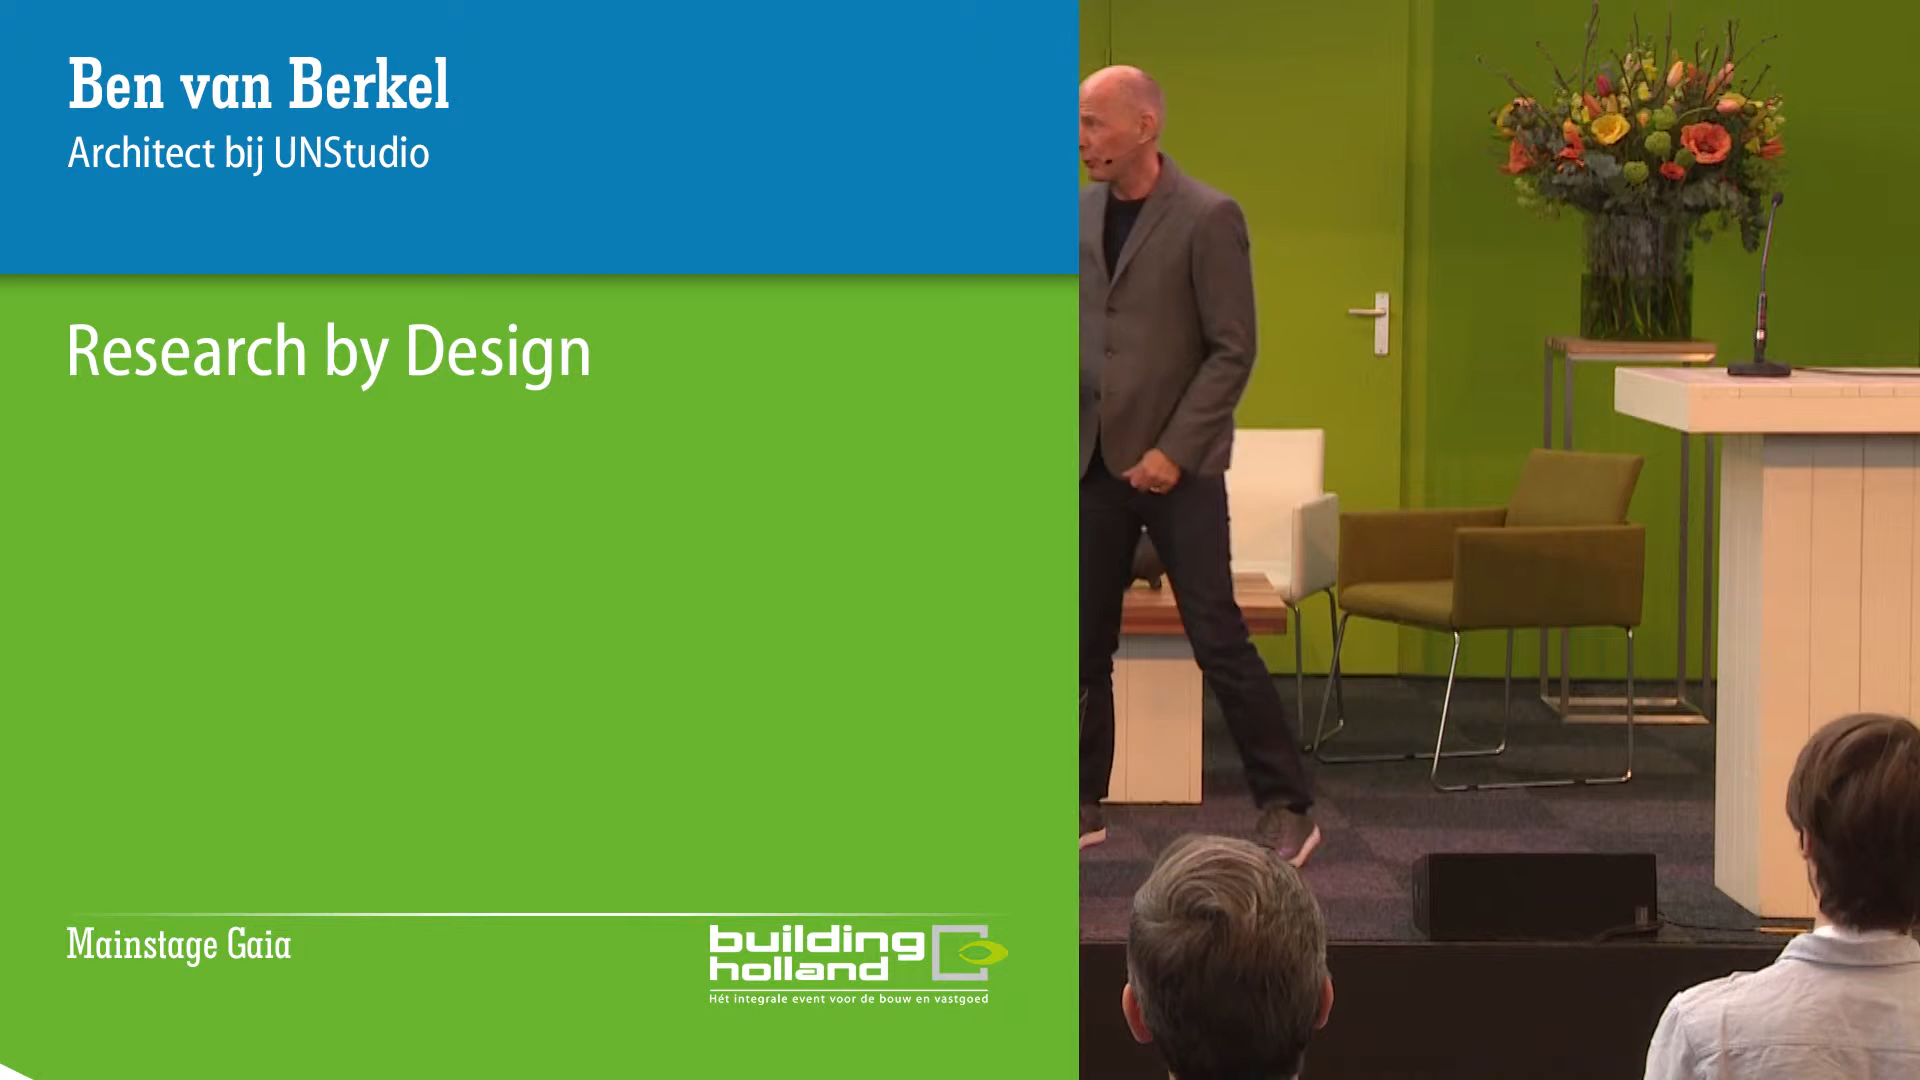 Ben van Berkel
Architect bij UNStudio
Research by Design
Mainstage Gaia
building
holland
Hét integrale event voor de bouw en vastgoed